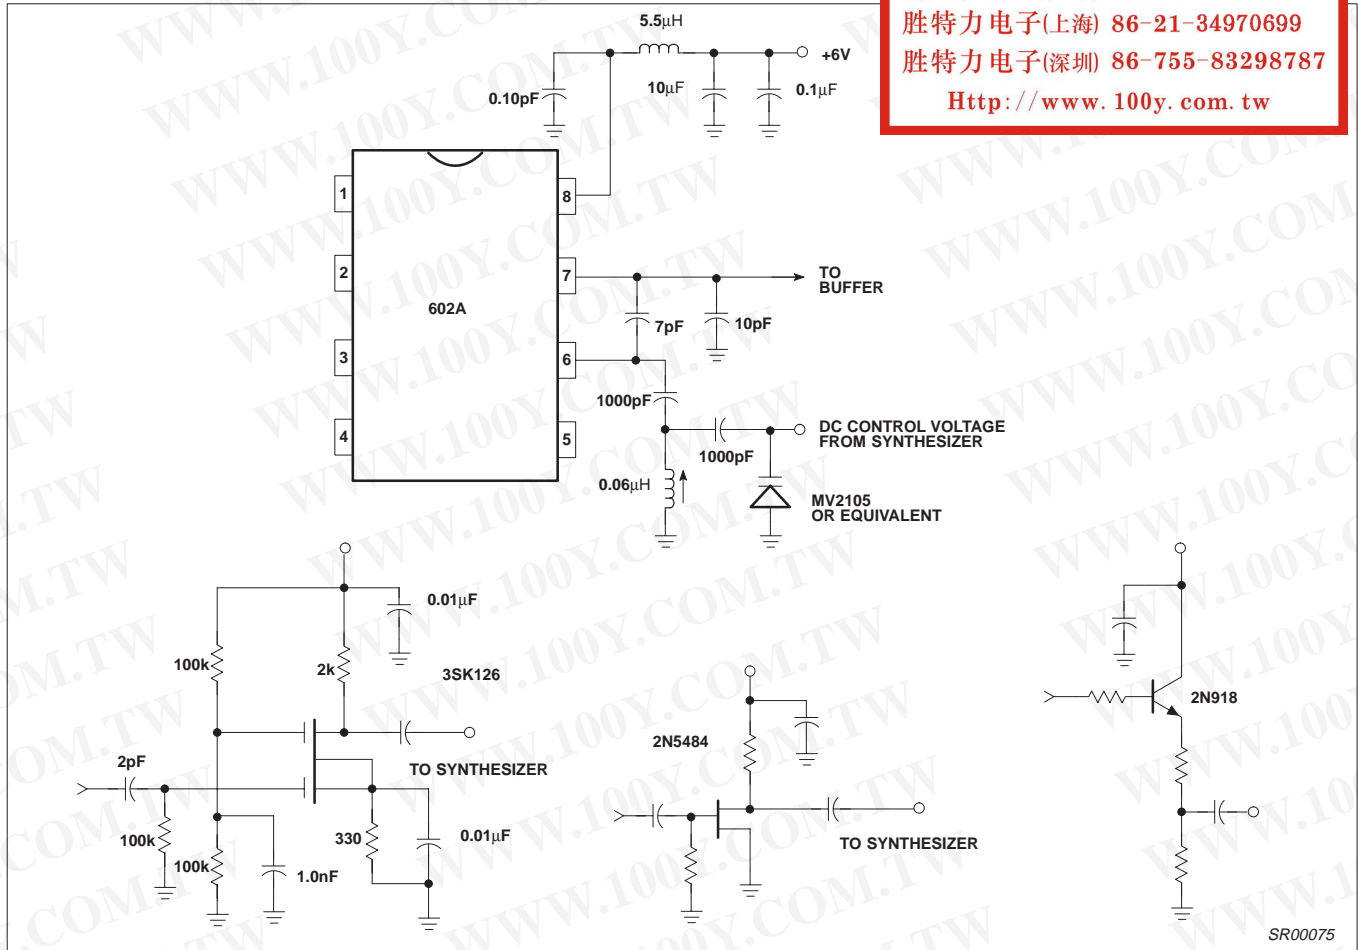 胜特力电子(上海) 86-21-34970699
胜特力电子(深圳) 86-755-83298787
Http://www.100y.com.tw
5.5µH
+6V
0.10pF
10µF
0.1µF
1
8
2
7
TO
BUFFER
602A
7pF
10pF
3
6
1000pF
4
5
DC CONTROL VOLTAGE
FROM SYNTHESIZER
1000pF
0.06µH
MV2105
OR EQUIVALENT
0.01µF
100k
2k
3SK126
2pF
TO SYNTHESIZER
100k
330
0.01µF
100k
1.0nF
2N5484
TO SYNTHESIZER
2N918
SR00075
WWW.100Y.COM.TW